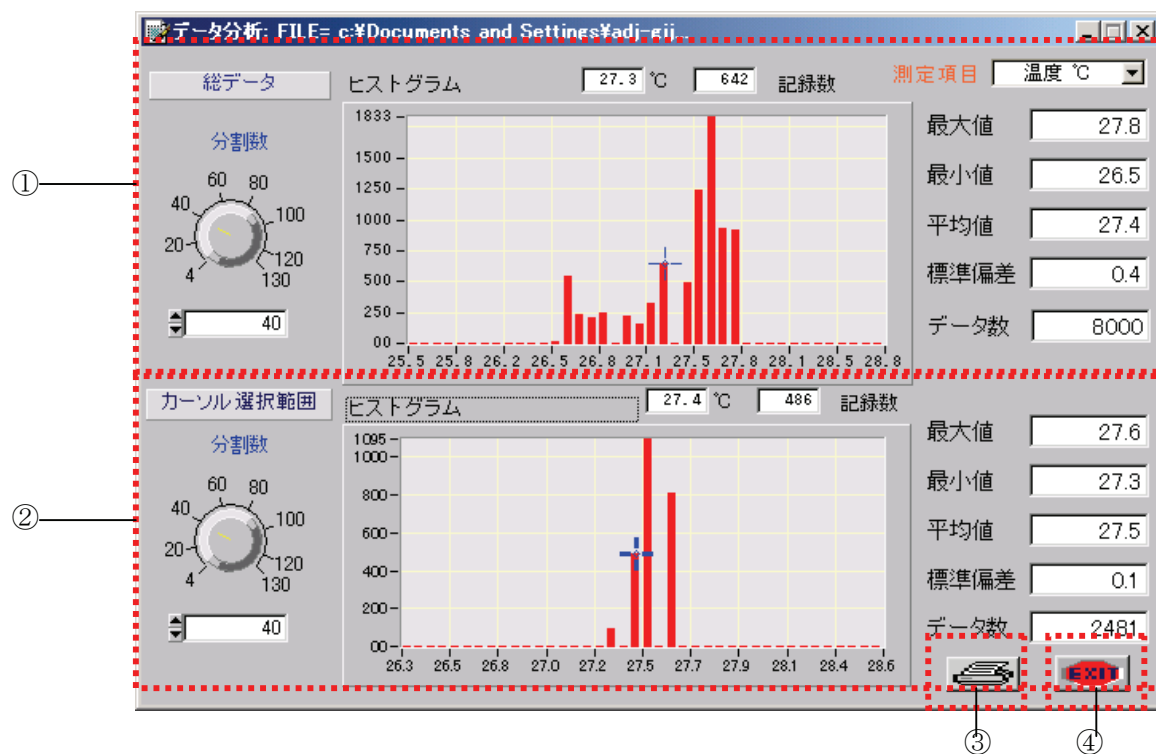 データ分析: FILE= c:¥Documents and Settings¥adj-gij...
①
総データ
分割数
4 20 40 60 80 100 120 130
40
ヒストグラム 27.3 ℃ 642 記録数
1833
1500
1250
1000
750
500
250
00
25.5 25.8 26.2 26.5 26.8 27.1 27.5 27.8 28.1 28.5 28.8
測定項目 温度 ℃
最大値 27.8
最小値 26.5
平均値 27.4
標準偏差 0.4
データ数 8000
②
カーソル選択範囲
分割数
4 20 40 60 80 100 120 130
40
ヒストグラム 27.4 ℃ 486 記録数
1095
1000
800
600
400
200
00
26.3 26.5 26.8 27.0 27.2 27.5 27.7 27.9 28.1 28.4 28.6
最大値 27.6
最小値 27.3
平均値 27.5
標準偏差 0.1
データ数 2481
EXIT
③
④